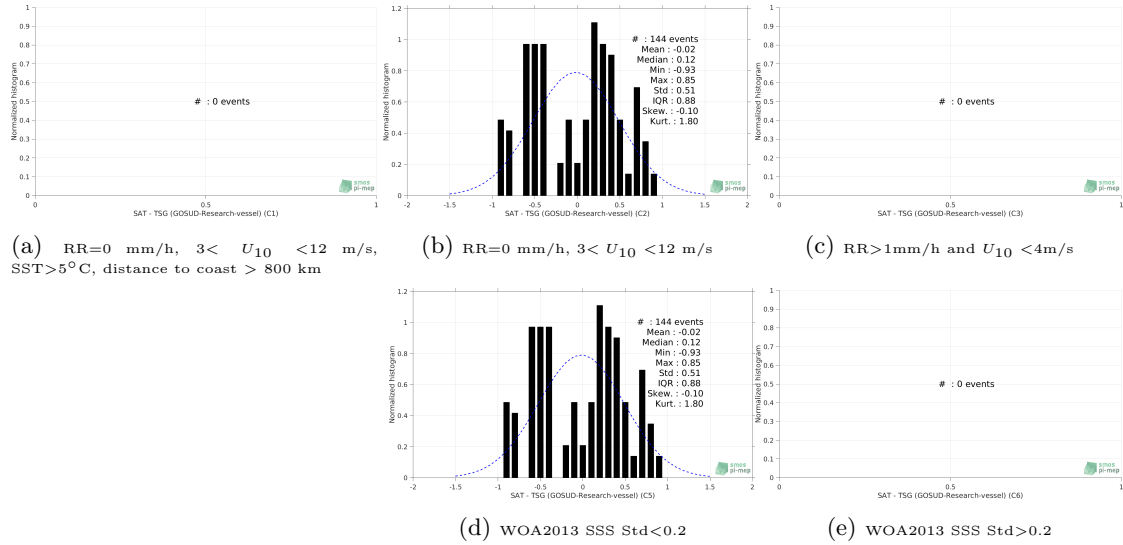 1
0.9
0.8
0.7
0.6
0.5
0.4
0.3
0.2
0.1
0
Normalized histogram
# : 0 events
smos
pi-mep
0 0.5 1
SAT - TSG (GOSUD-Research-vessel) (C1)
1.2
1
0.8
0.6
0.4
0.2
0
Normalized histogram
# : 144 events
Mean : -0.02
Median : 0.12
Min : -0.93
Max : 0.85
Std : 0.51
IQR : 0.88
Skew. : -0.10
Kurt. : 1.80
smos
pi-mep
-2 -1.5 -1 -0.5 0 0.5 1 1.5 2
SAT - TSG (GOSUD-Research-vessel) (C2)
1
0.9
0.8
0.7
0.6
0.5
0.4
0.3
0.2
0.1
0
Normalized histogram
# : 0 events
smos
pi-mep
0 0.5 1
SAT - TSG (GOSUD-Research-vessel) (C3)
(a) RR=0 mm/h, 3< U10 <12 m/s,
SST>5°C, distance to coast > 800 km
(b) RR=0 mm/h, 3< U10 <12 m/s
(c) RR>1mm/h and U10 <4m/s
1.2
1
0.8
0.6
0.4
0.2
0
Normalized histogram
# : 144 events
Mean : -0.02
Median : 0.12
Min : -0.93
Max : 0.85
Std : 0.51
IQR : 0.88
Skew. : -0.10
Kurt. : 1.80
smos
pi-mep
-2 -1.5 -1 -0.5 0 0.5 1 1.5 2
SAT - TSG (GOSUD-Research-vessel) (C5)
1
0.9
0.8
0.7
0.6
0.5
0.4
0.3
0.2
0.1
0
Normalized histogram
# : 0 events
smos
pi-mep
0.5 1
SAT - TSG (GOSUD-Research-vessel) (C6)
(d) WOA2013 SSS Std<0.2
(e) WOA2013 SSS Std>0.2